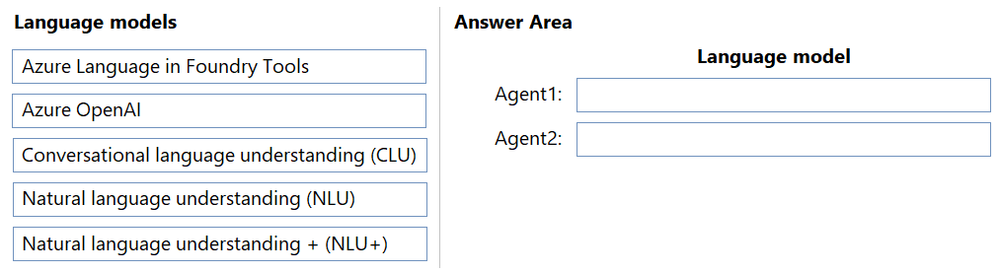 Language models
Azure Language in Foundry Tools
Azure OpenAI
Conversational language understanding (CLU)
Natural language understanding (NLU)
Natural language understanding + (NLU+)
Answer Area
Language model
Agent1:
Agent2: